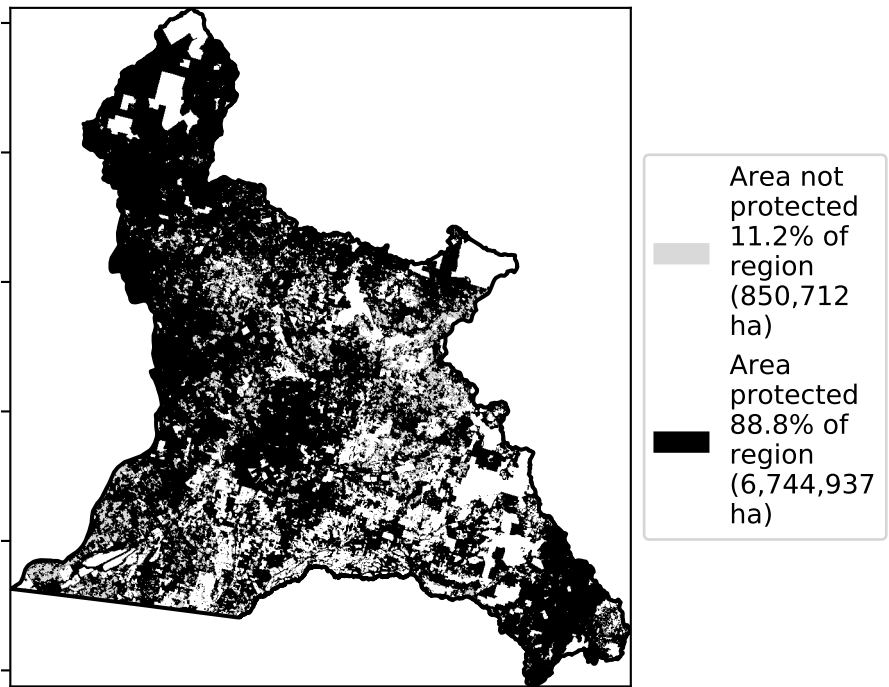 Area not
protected
11.2% of
region
(850,712
ha)
Area
protected
88.8% of
region
(6,744,937
ha)